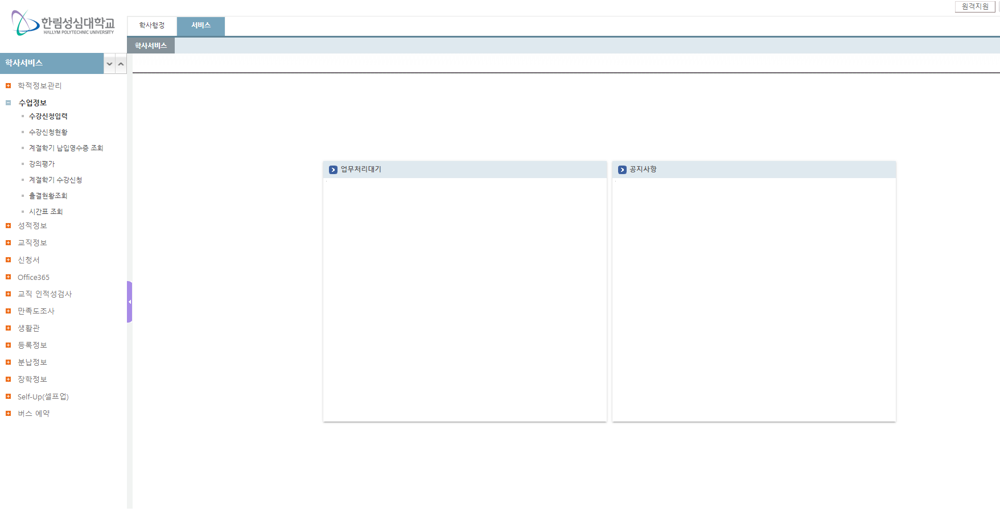 원격지원
한림성심대학교
HALLYM POLYTECHNIC UNIVERSITY
학사행정
서비스
학사서비스
학사서비스
학적정보관리
수업정보
수강신청입력
수강신청현황
계절학기 납입영수증 조회
강의평가
계절학기 수강신청
출결현황조회
시간표 조회
성적정보
교직정보
신청서
Office365
교직 인적성검사
만족도조사
생활관
등록정보
분납정보
장학정보
Self-Up(셀프업)
버스 예약
업무처리대기
공지사항